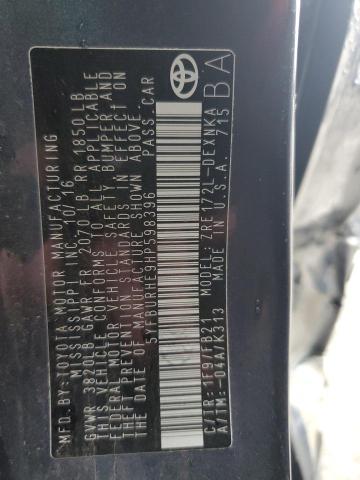 MFD.BY:TOYOTA MOTOR MANUFACTURING
MISSISSIPPI INC. 10/16
GVWR 3820LB GAWR FR 2070LB RR 1850LB
THIS VEHICLE CONFORMS TO ALL APPLICABLE
FEDERAL MOTOR VEHICLE SAFETY, BUMPER, AND
THEFT PREVENTION STANDARDS IN EFFECT ON
THE DATE OF MANUFACTURE SHOWN ABOVE.
5YFBURHE9HP598396 PASS.CAR
C/TR:1F9/FB21 MODEL:ZRE172L-DEXNKA
A/TM:-04A/K313 MADE IN U.S.A. 715
BA
TOYOTA